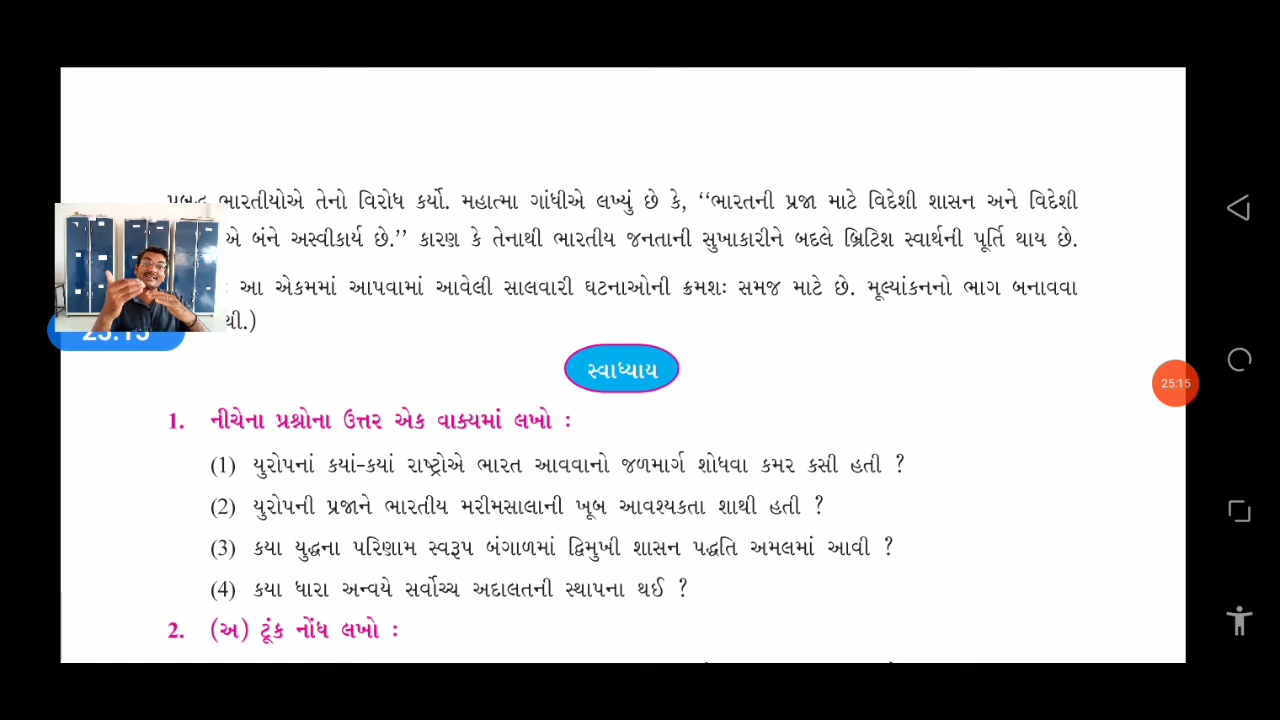 ભારતીયોએ તેનો વિરોધ કર્યો. મહાત્મા ગાંધીએ લખ્યું છે કે, ‘‘ભારતની પ્રજા માટે વિદેશી શાસન અને વિદેશી
એ બંને અસ્વીકાર્ય છે.’’ કારણ કે તેનાથી ભારતીય જનતાની સુખાકારીને બદલે બ્રિટિશ સ્વાર્થની પૂર્તિ થાય છે.
: આ એકમમાં આપવામાં આવેલી સાલવારી ઘટનાઓની ક્રમશઃ સમજ માટે છે. મૂલ્યાંકનનો ભાગ બનાવવા
થી.)
25:15
સ્વાધ્યાય
1. નીચેના પ્રશ્નોના ઉત્તર એક વાક્યમાં લખો :
(1) યુરોપનાં કયાં-કયાં રાષ્ટ્રોએ ભારત આવવાનો જળમાર્ગ શોધવા કમર કસી હતી ?
(2) યુરોપની પ્રજાને ભારતીય મરીમસાલાની ખૂબ આવશ્યકતા શાથી હતી ?
(3) કયા યુદ્ધના પરિણામ સ્વરૂપ બંગાળમાં દ્વિમુખી શાસન પદ્ધતિ અમલમાં આવી ?
(4) કયા ધારા અન્વયે સર્વોચ્ચ અદાલતની સ્થાપના થઈ ?
2. (અ) ટૂંક નોંધ લખો :